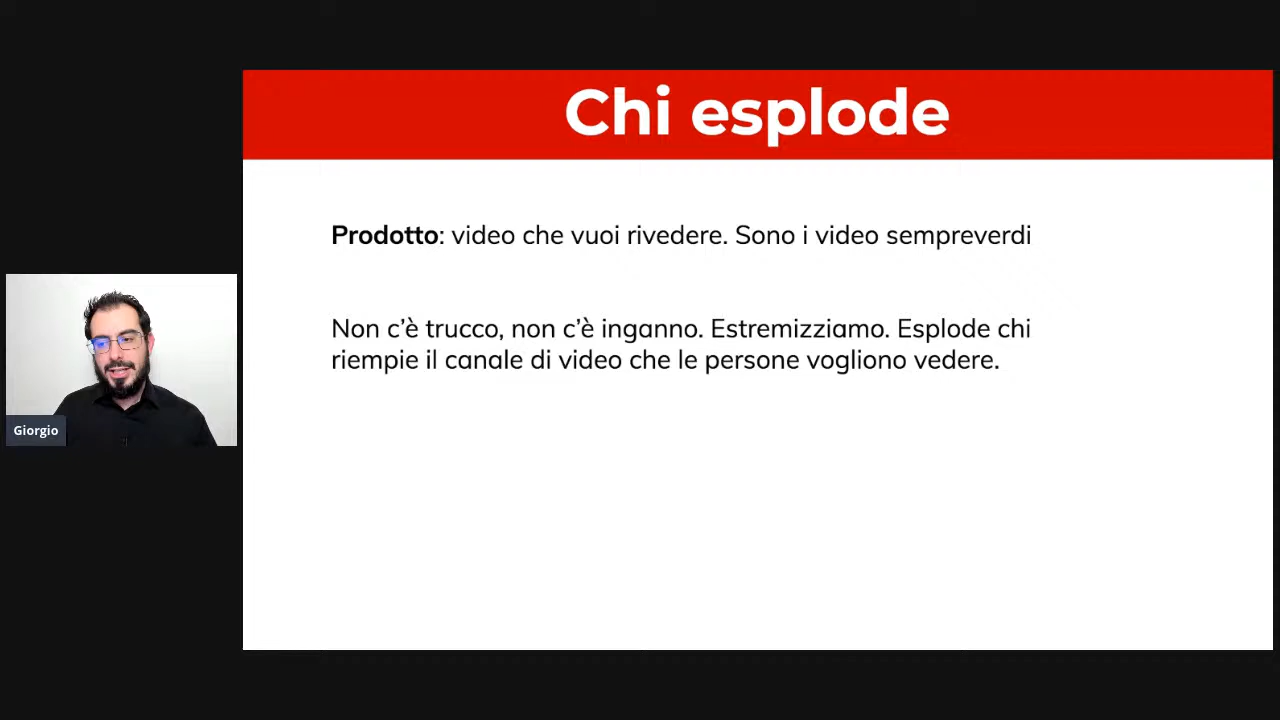 Chi esplode
Prodotto: video che vuoi rivedere. Sono i video sempreverdi
Non c’è trucco, non c’è inganno. Estremizziamo. Esplode chi
riempie il canale di video che le persone vogliono vedere.
Giorgio